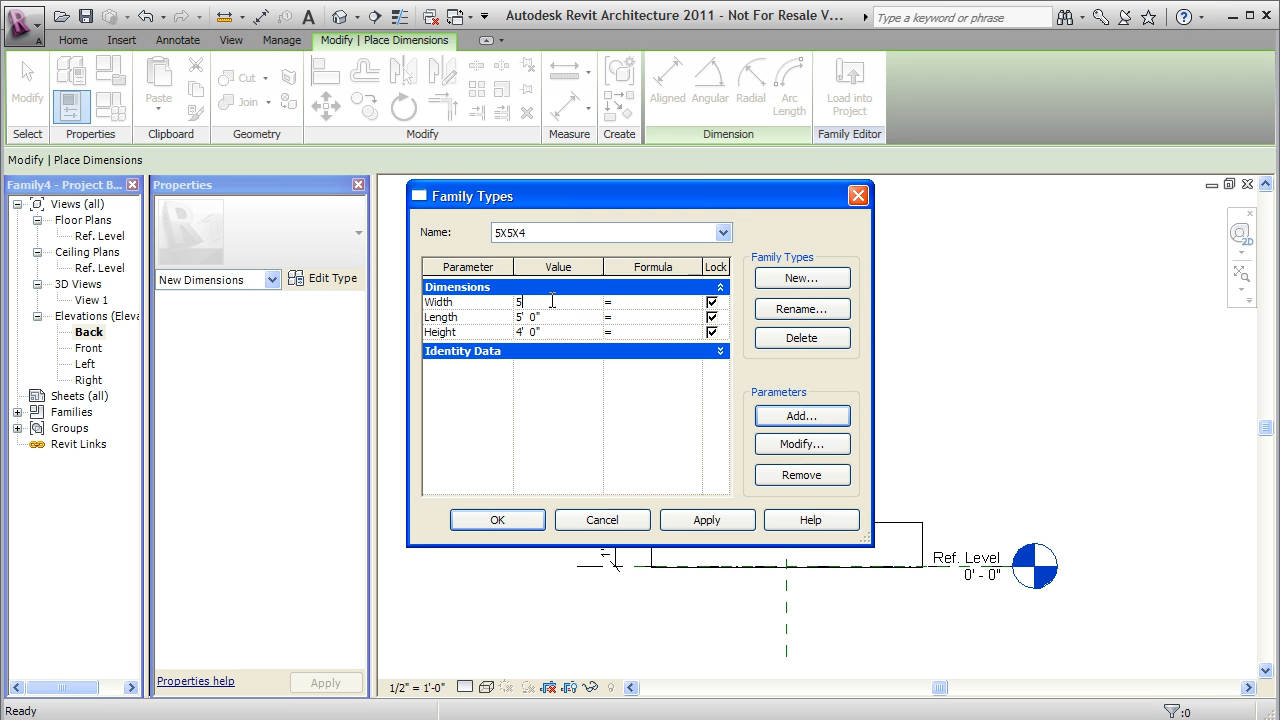 Autodesk Revit Architecture 2011 - Not For Resale V...
Type a keyword or phrase
Home Insert Annotate View Manage Modify | Place Dimensions
Modify
Paste
Cut
Join
Aligned Angular Radial Arc Length
Load into Project
Select Properties Clipboard Geometry Modify Measure Create Dimension Family Editor
Modify | Place Dimensions
Family4 - Project B...
Views (all)
Floor Plans
Ref. Level
Ceiling Plans
Ref. Level
3D Views
View 1
Elevations (Eleva
Back
Front
Left
Right
Sheets (all)
Families
Groups
Revit Links
Properties
New Dimensions
Edit Type
Properties help
Apply
Family Types
Name: 5X5X4
Parameter Value Formula Lock
Dimensions
Width 5 =
Length 5' 0" =
Height 4' 0" =
Identity Data
Family Types
New...
Rename...
Delete
Parameters
Add...
Modify...
Remove
OK Cancel Apply Help
2D
Ref. Level
0' - 0"
1/2" = 1'-0"
Ready
:0